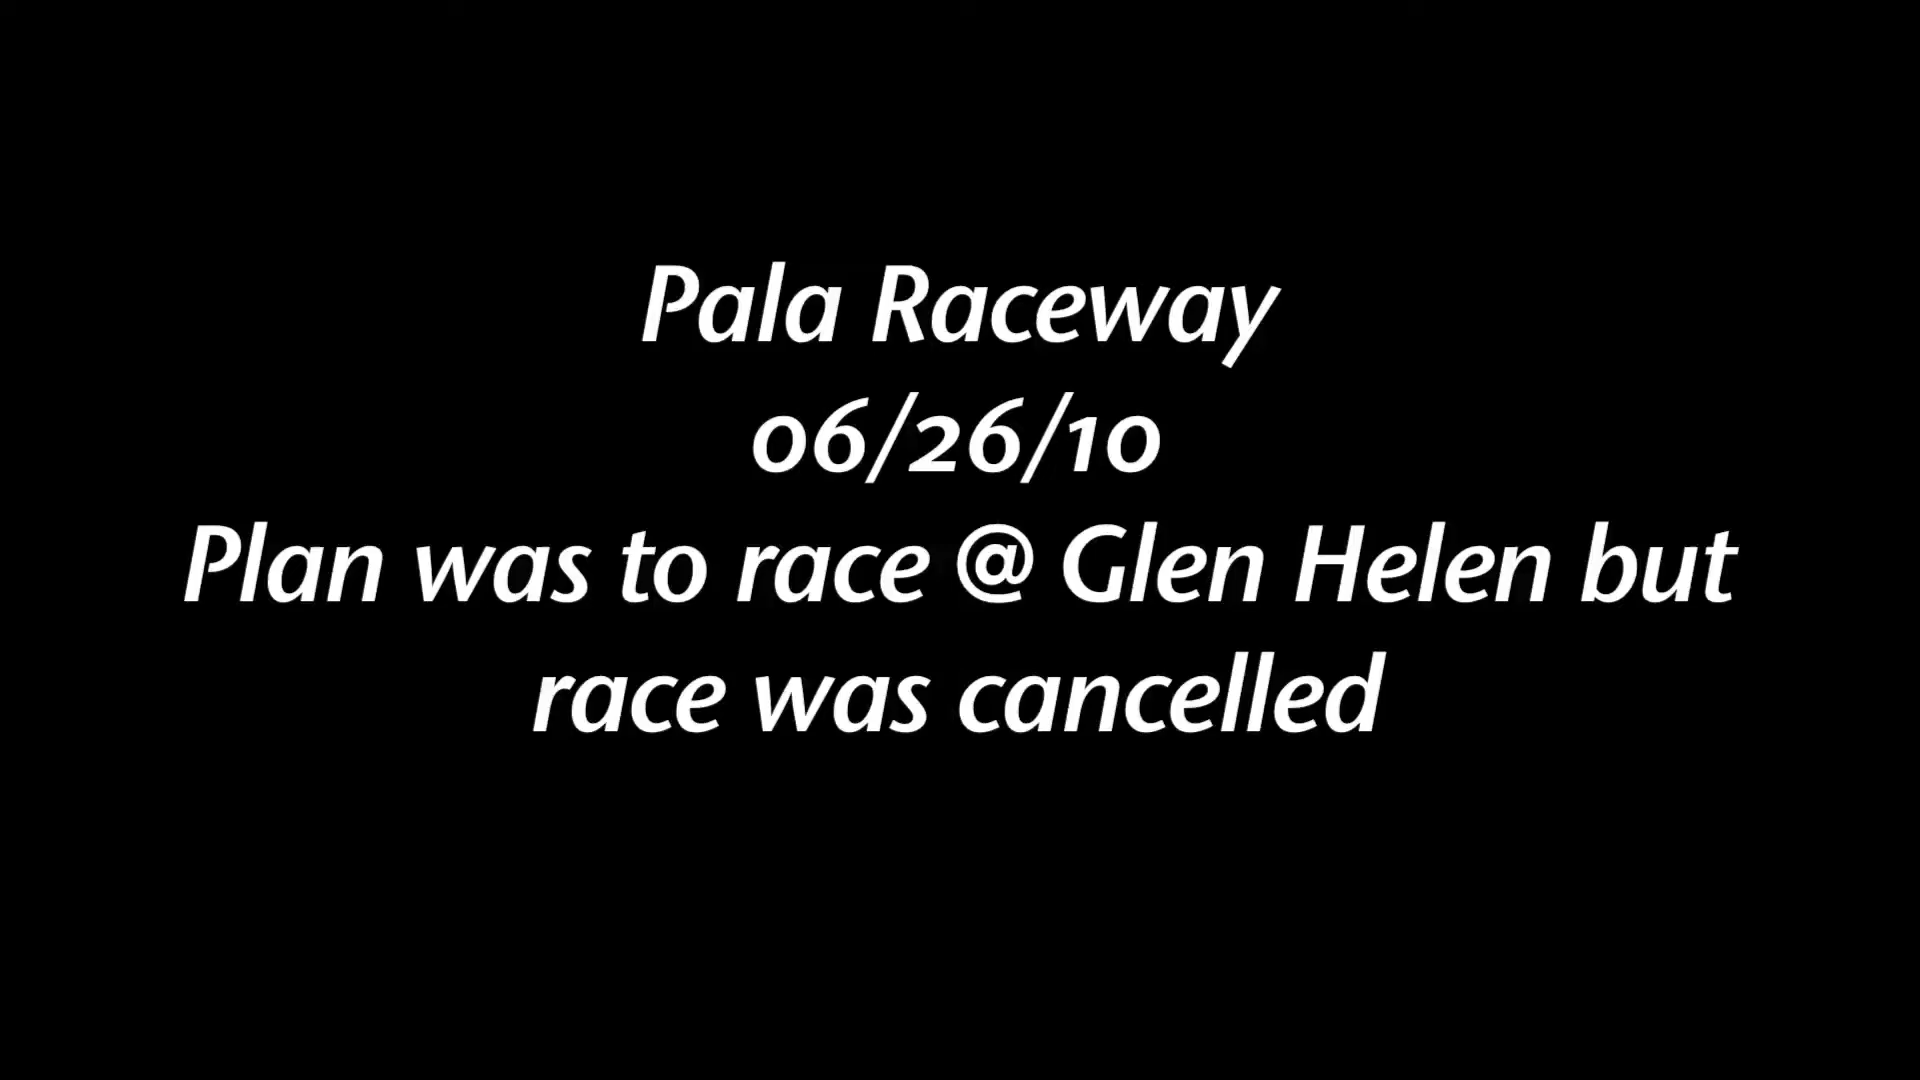 Pala Raceway
06/26/10
Plan was to race @ Glen Helen but
race was cancelled